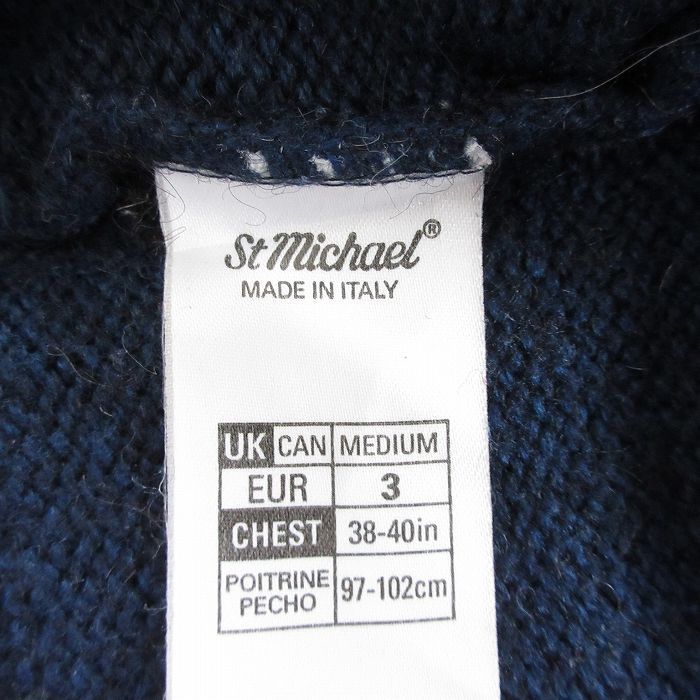 St Michael®
MADE IN ITALY
UK CAN MEDIUM
EUR 3
CHEST 38-40in
POITRINE
PECHO 97-102cm